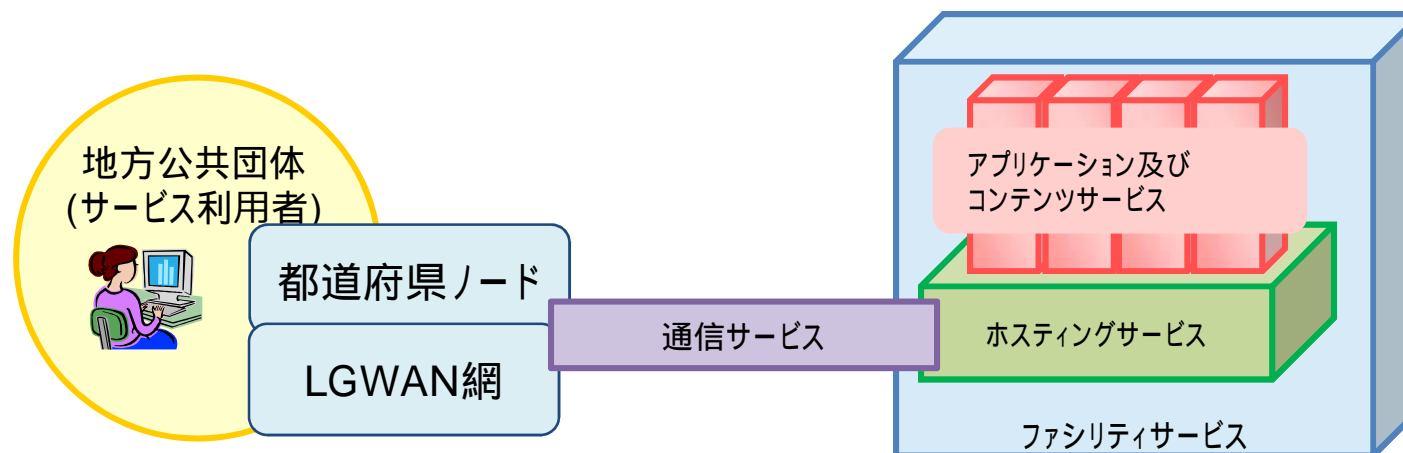 地方公共団体
(サービス利用者)
都道府県ノード
LGWAN網
通信サービス
アプリケーション及び
コンテンツサービス
ホスティングサービス
ファシリティサービス